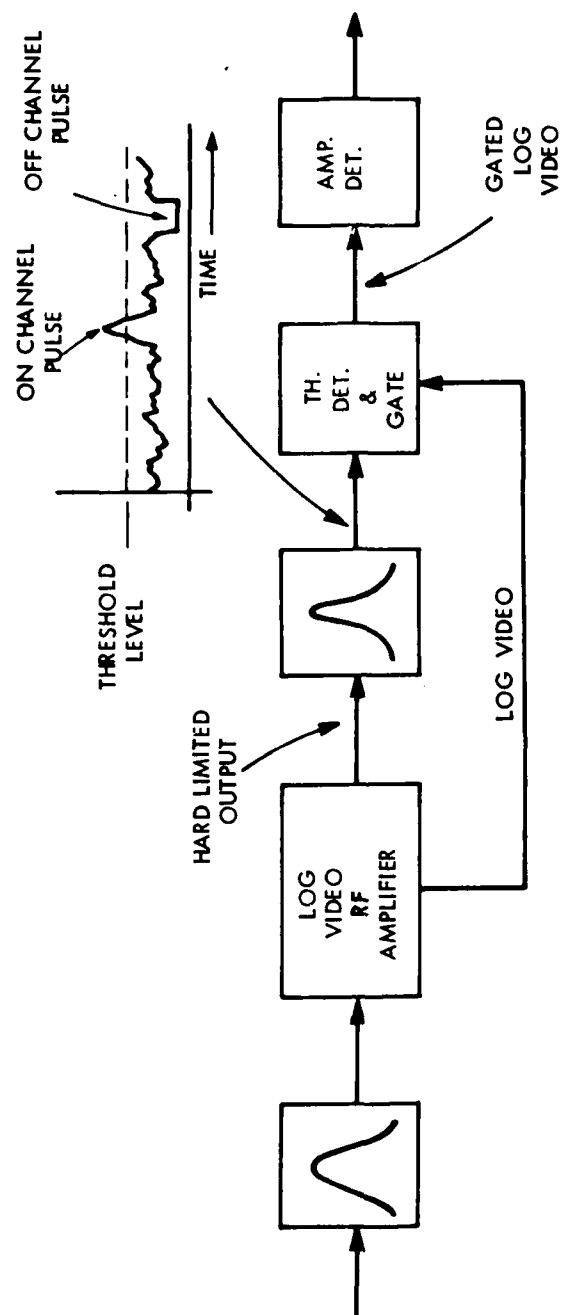 ON CHANNEL
PULSE
OFF CHANNEL
PULSE
THRESHOLD
LEVEL
TIME
HARD LIMITED
OUTPUT
LOG
VIDEO
RF
AMPLIFIER
TH.
DET.
&
GATE
AMP.
DET.
LOG VIDEO
GATED
LOG
VIDEO